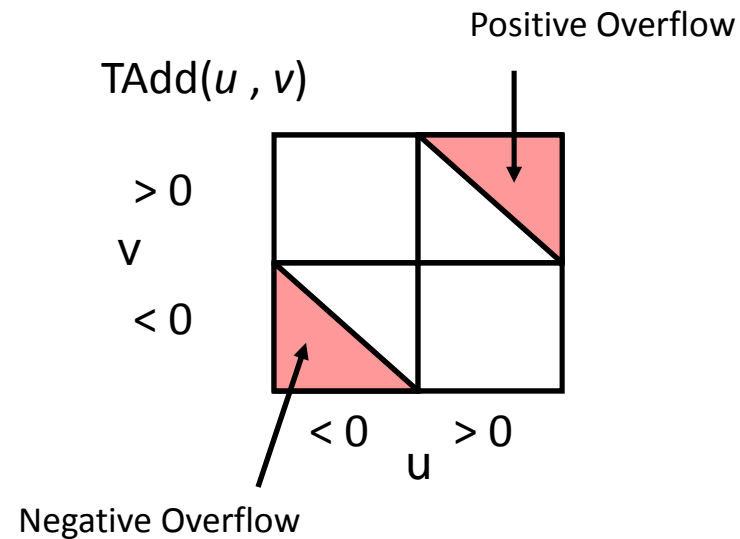 Positive Overflow
TAdd(u , v)
> 0
v
< 0
< 0 > 0
u
Negative Overflow